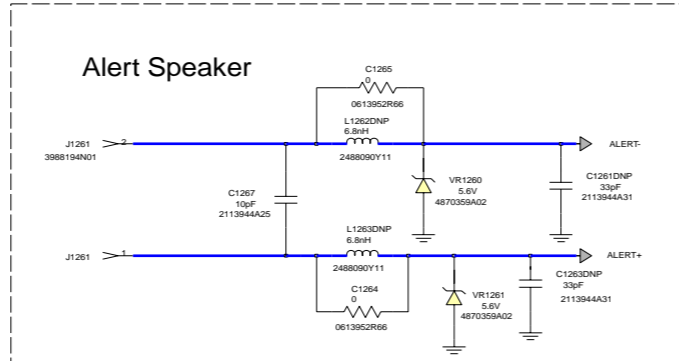 Alert Speaker
C1265
0
0613952R66
L1262DNP
6.8nH
2488090Y11
J1261
2
3988194N01
ALERT-
C1267
10pF
2113944A25
VR1260
5.6V
4870359A02
C1261DNP
33pF
2113944A31
L1263DNP
6.8nH
2488090Y11
J1261
1
ALERT+
C1264
0
0613952R66
VR1261
5.6V
4870359A02
C1263DNP
33pF
2113944A31